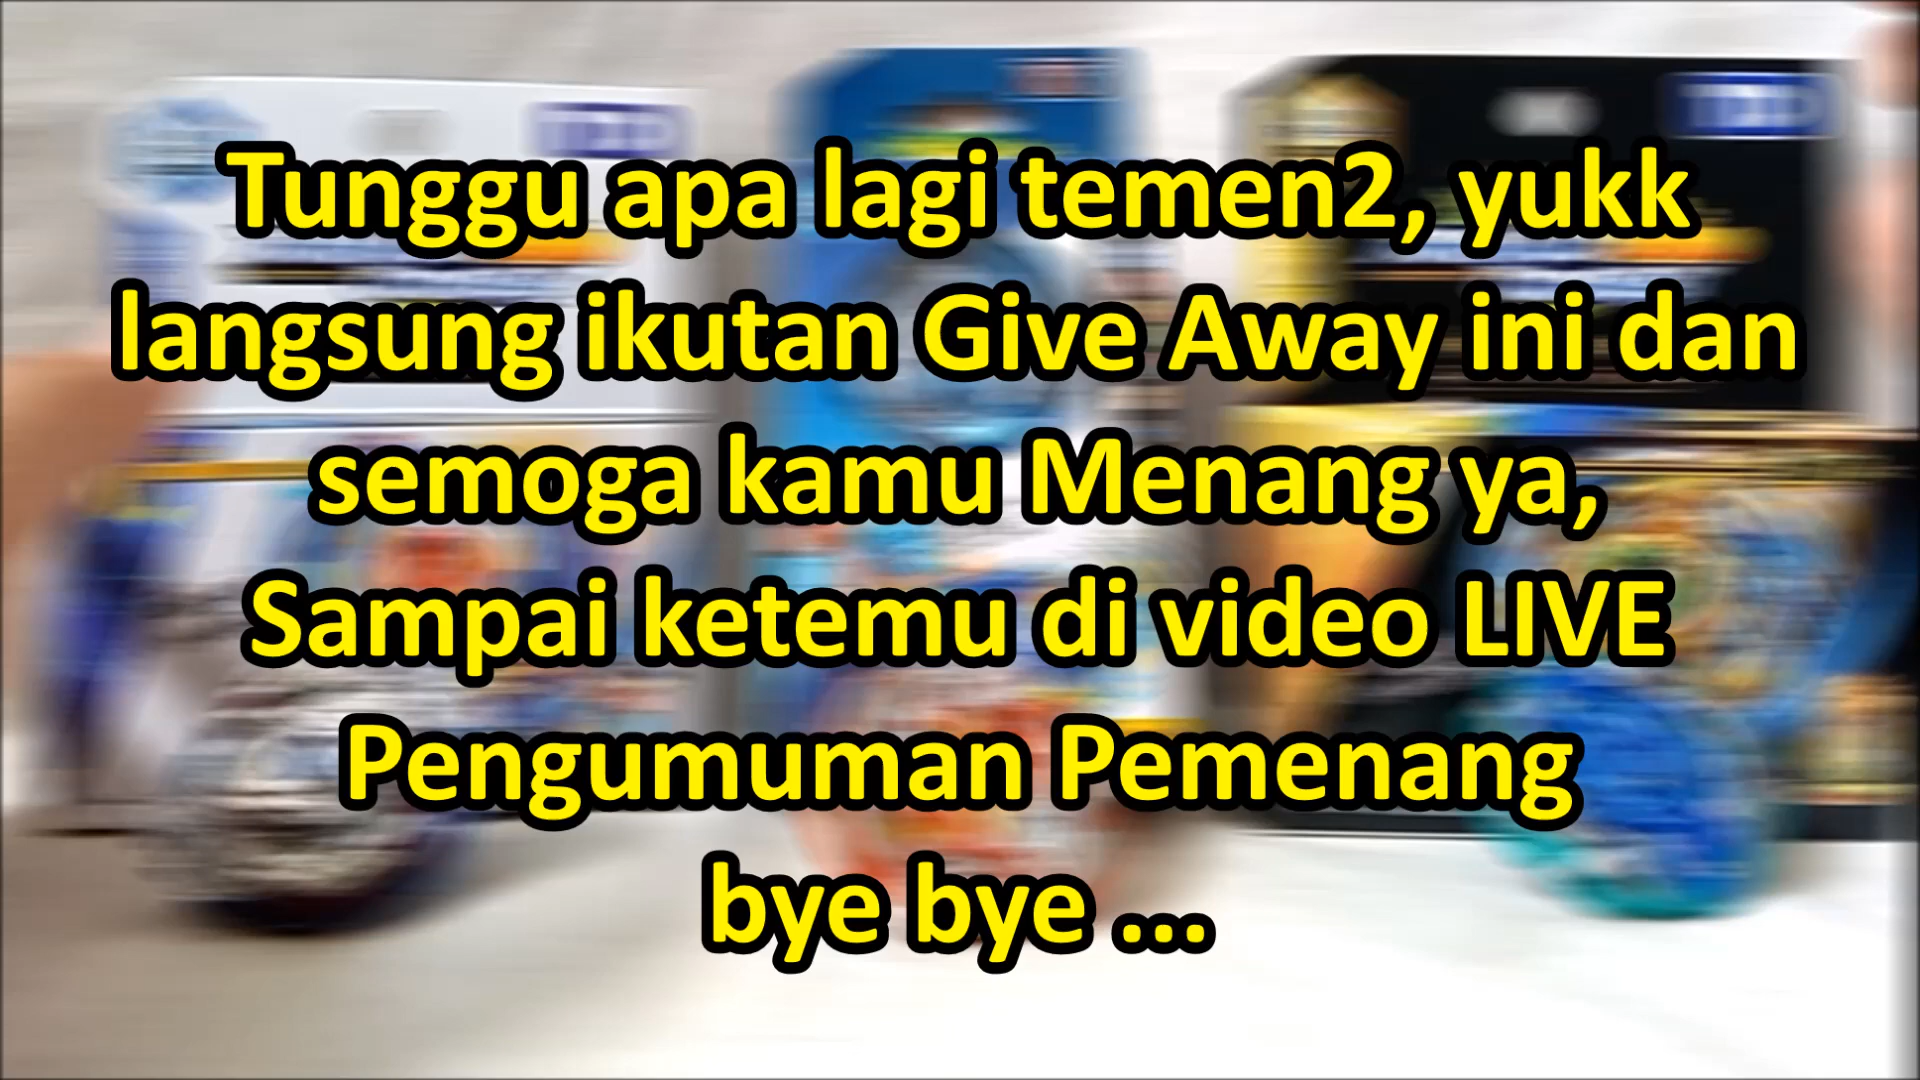 Tunggu apa lagi temen2, yukk
langsung ikutan Give Away ini dan
semoga kamu Menang ya,
Sampai ketemu di video LIVE
Pengumuman Pemenang
bye bye ...